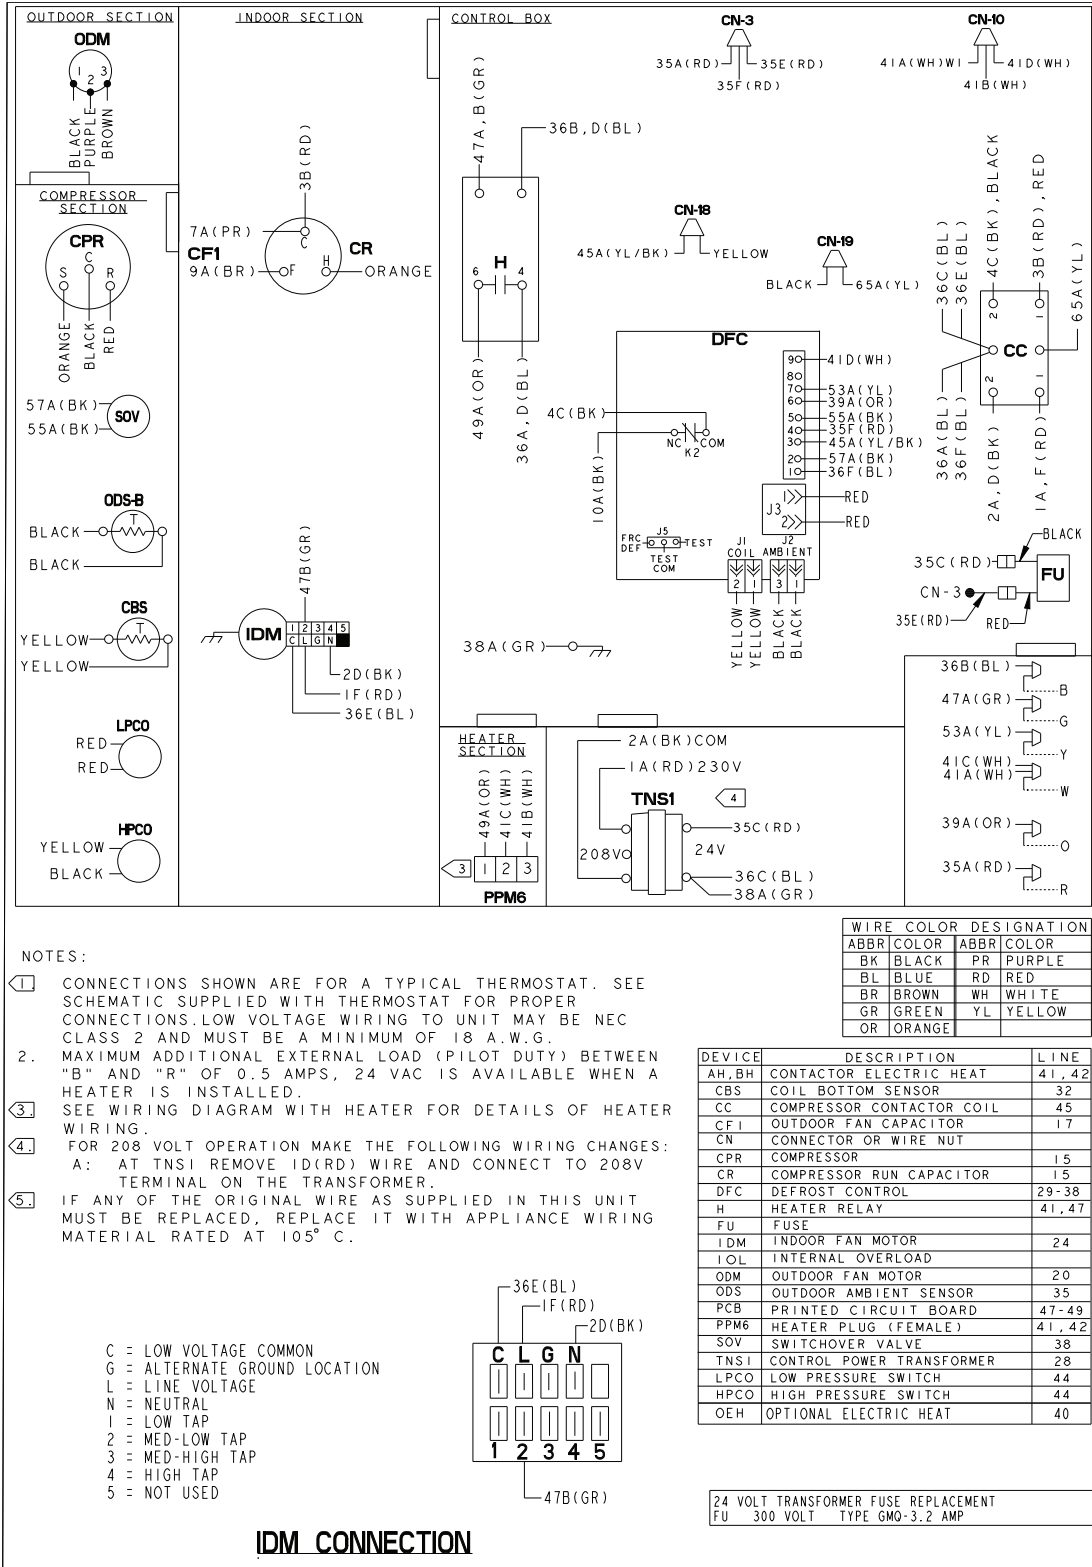 OUTDOOR SECTION
ODM
1 2 3
BLACK
PURPLE
BROWN
COMPRESSOR
SECTION
CPR
C
S R
ORANGE
BLACK
RED
57A(BK)
55A(BK)
SOV
ODS-B
T
BLACK
BLACK
CBS
T
YELLOW
YELLOW
LPCO
RED
RED
HPCO
YELLOW
BLACK
INDOOR SECTION
3B(RD)
7A(PR)
C
CF1
CR
9A(BR)
F
H
ORANGE
47B(GR)
IDM
1 2 3 4 5
C L G N
2D(BK)
1F(RD)
36E(BL)
CONTROL BOX
47A,B(GR)
36B,D(BL)
H
6 4
49A(OR)
36A,D(BL)
CN-3
35A(RD)
35E(RD)
35F(RD)
CN-10
41A(WH)W1
41D(WH)
41B(WH)
CN-18
45A(YL/BK)
YELLOW
CN-19
BLACK
65A(YL)
36C(BL)
36E(BL)
4C(BK),BLACK
3B(RD),RED
65A(YL)
2 1
CC
2 1
36A(BL)
36F(BL)
2A,D(BK)
1A,F(RD)
DFC
9 41D(WH)
8
7 53A(YL)
6 39A(OR)
5 55A(BK)
4 35F(RD)
3 45A(YL/BK)
2 57A(BK)
1 36F(BL)
4C(BK)
10A(BK)
NC COM
K2
J3
1 RED
2 RED
FRC
DEF
J5
TEST
TEST
COM
J1
COIL
J2
AMBIENT
2 1 3 1
YELLOW
YELLOW
BLACK
BLACK
38A(GR)
35C(RD)
BLACK
FU
CN-3
35E(RD)
RED
36B(BL)
B
47A(GR)
G
53A(YL)
Y
41C(WH)
41A(WH)
W
39A(OR)
O
35A(RD)
R
HEATER
SECTION
49A(OR)
41C(WH)
41B(WH)
3
1 2 3
PPM6
2A(BK)COM
1A(RD)230V
TNS1
4
35C(RD)
208V
24V
36C(BL)
38A(GR)
WIRE COLOR DESIGNATION
ABBR COLOR ABBR COLOR
BK BLACK PR PURPLE
BL BLUE RD RED
BR BROWN WH WHITE
GR GREEN YL YELLOW
OR ORANGE
NOTES:
1. CONNECTIONS SHOWN ARE FOR A TYPICAL THERMOSTAT. SEE
SCHEMATIC SUPPLIED WITH THERMOSTAT FOR PROPER
CONNECTIONS.LOW VOLTAGE WIRING TO UNIT MAY BE NEC
CLASS 2 AND MUST BE A MINIMUM OF 18 A.W.G.
2. MAXIMUM ADDITIONAL EXTERNAL LOAD (PILOT DUTY) BETWEEN
"B" AND "R" OF 0.5 AMPS, 24 VAC IS AVAILABLE WHEN A
HEATER IS INSTALLED.
3. SEE WIRING DIAGRAM WITH HEATER FOR DETAILS OF HEATER
WIRING.
4. FOR 208 VOLT OPERATION MAKE THE FOLLOWING WIRING CHANGES:
A: AT TNS1 REMOVE 1D(RD) WIRE AND CONNECT TO 208V
TERMINAL ON THE TRANSFORMER.
5. IF ANY OF THE ORIGINAL WIRE AS SUPPLIED IN THIS UNIT
MUST BE REPLACED, REPLACE IT WITH APPLIANCE WIRING
MATERIAL RATED AT 105° C.
DEVICE DESCRIPTION LINE
AH,BH CONTACTOR ELECTRIC HEAT 41,42
CBS COIL BOTTOM SENSOR 32
CC COMPRESSOR CONTACTOR COIL 45
CF1 OUTDOOR FAN CAPACITOR 17
CN CONNECTOR OR WIRE NUT
CPR COMPRESSOR 15
CR COMPRESSOR RUN CAPACITOR 15
DFC DEFROST CONTROL 29-38
H HEATER RELAY 41,47
FU FUSE
IDM INDOOR FAN MOTOR 24
IOL INTERNAL OVERLOAD
ODM OUTDOOR FAN MOTOR 20
ODS OUTDOOR AMBIENT SENSOR 35
PCB PRINTED CIRCUIT BOARD 47-49
PPM6 HEATER PLUG (FEMALE) 41,42
SOV SWITCHOVER VALVE 38
TNS1 CONTROL POWER TRANSFORMER 28
LPCO LOW PRESSURE SWITCH 44
HPCO HIGH PRESSURE SWITCH 44
OEH OPTIONAL ELECTRIC HEAT 40
C = LOW VOLTAGE COMMON
G = ALTERNATE GROUND LOCATION
L = LINE VOLTAGE
N = NEUTRAL
1 = LOW TAP
2 = MED-LOW TAP
3 = MED-HIGH TAP
4 = HIGH TAP
5 = NOT USED
36E(BL)
1F(RD)
2D(BK)
C L G N
1 2 3 4 5
47B(GR)
IDM CONNECTION
24 VOLT TRANSFORMER FUSE REPLACEMENT
FU 300 VOLT TYPE GMQ-3.2 AMP